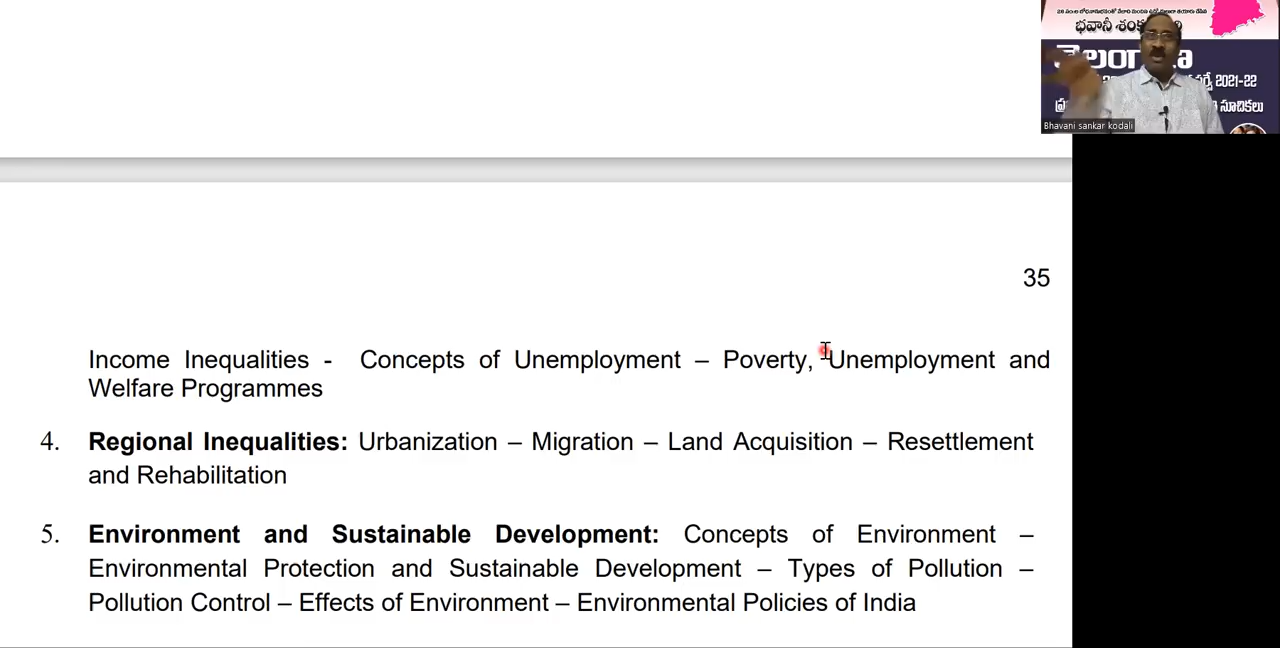 భవానీ శం
2021-22
సూచికలు
Bhavani sankar kodali
35
Income Inequalities - Concepts of Unemployment – Poverty, Unemployment and
Welfare Programmes
4. Regional Inequalities: Urbanization – Migration – Land Acquisition – Resettlement
and Rehabilitation
5. Environment and Sustainable Development: Concepts of Environment –
Environmental Protection and Sustainable Development – Types of Pollution –
Pollution Control – Effects of Environment – Environmental Policies of India